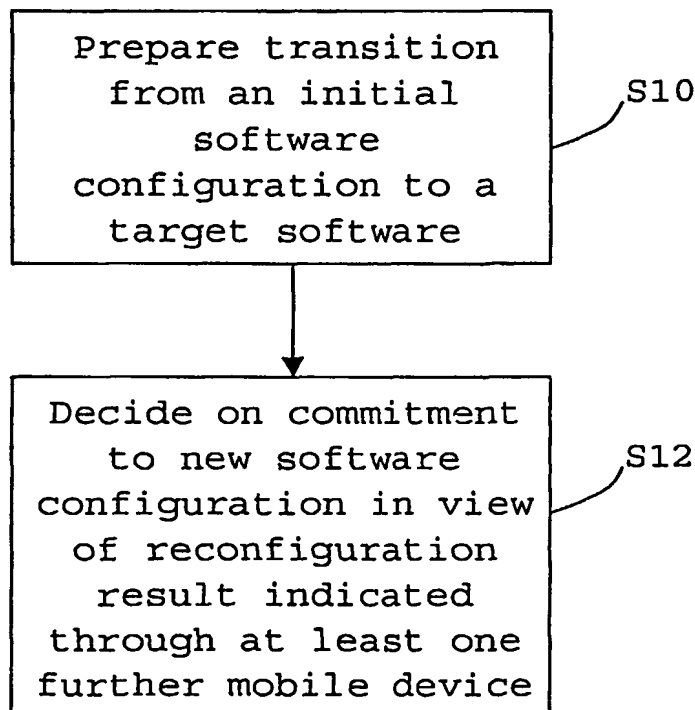 Prepare transition
from an initial
software
configuration to a
target software
S10
Decide on commitment
to new software
configuration in view
of reconfiguration
result indicated
through at least one
further mobile device
S12